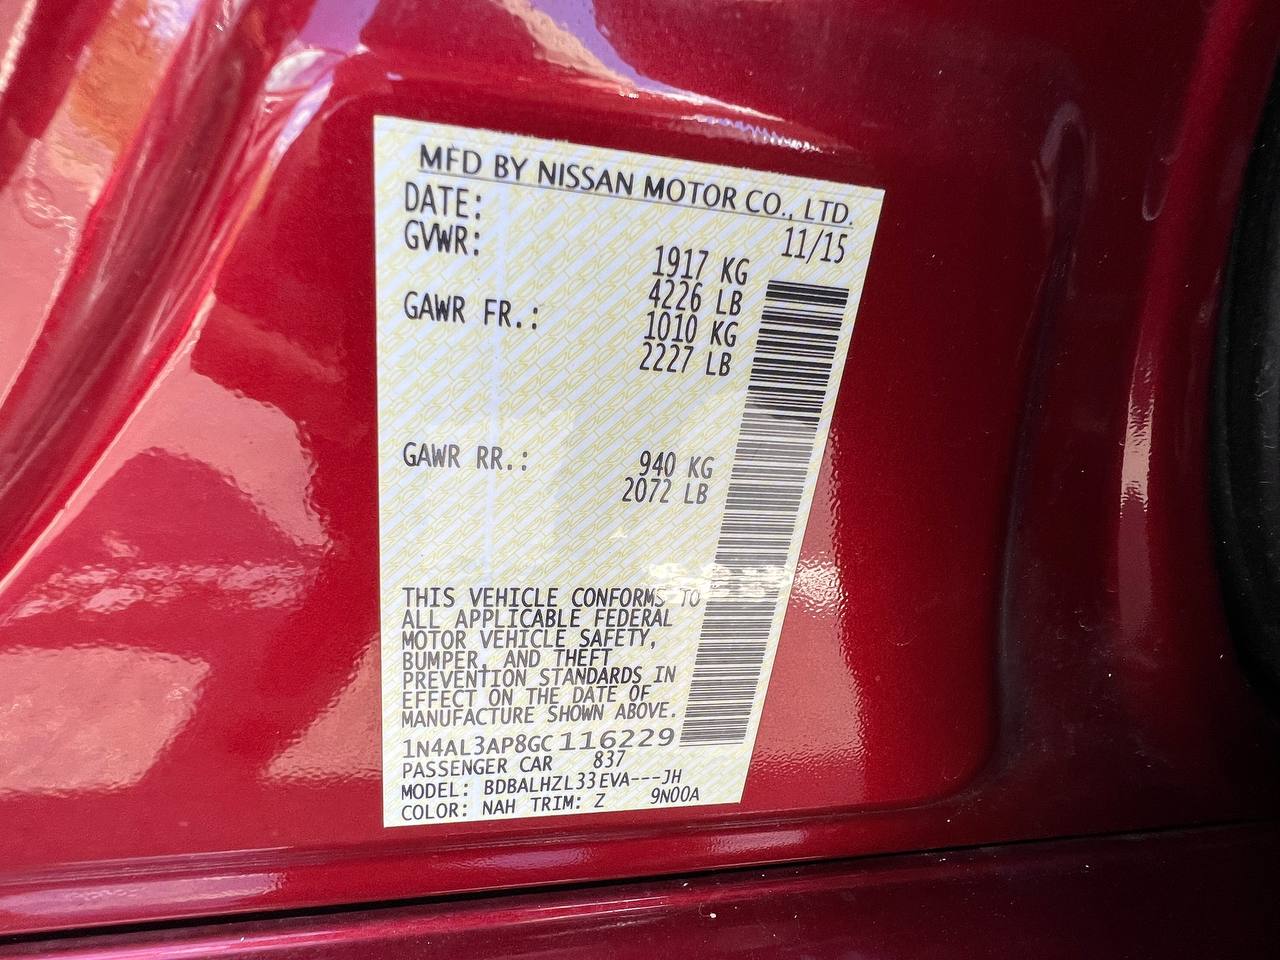 MFD BY NISSAN MOTOR CO., LTD.
DATE: 11/15
GVWR: 1917 KG
4226 LB
GAWR FR.: 1010 KG
2227 LB
GAWR RR.: 940 KG
2072 LB
THIS VEHICLE CONFORMS TO
ALL APPLICABLE FEDERAL
MOTOR VEHICLE SAFETY,
BUMPER, AND THEFT
PREVENTION STANDARDS IN
EFFECT ON THE DATE OF
MANUFACTURE SHOWN ABOVE.
1N4AL3AP8GC116229
PASSENGER CAR 837
MODEL: BDBALHZL33EVA---JH
COLOR: NAH TRIM: Z 9N00A